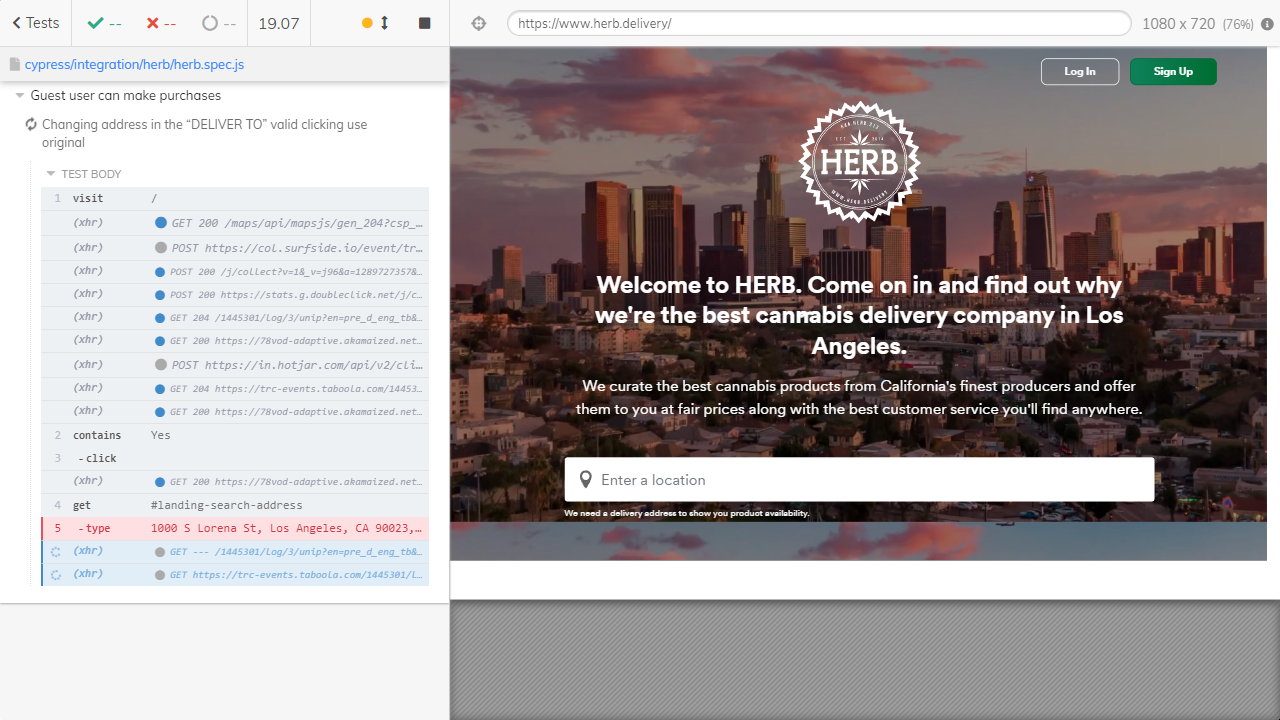 Tests
--
--
--
19.07
https://www.herb.delivery/
1080 x 720 (76%)
cypress/integration/herb/herb.spec.js
Guest user can make purchases
Changing address in the “DELIVER TO” valid clicking use
original
TEST BODY
1 visit /
(xhr) GET 200 /maps/api/mapsjs/gen_204?csp_…
(xhr) POST https://col.surfside.io/event/tr…
(xhr) POST 200 /j/collect?v=1&_v=j96&a=1289727357&…
(xhr) POST 200 https://stats.g.doubleclick.net/j/c…
(xhr) GET 204 /1445301/log/3/unip?en=pre_d_eng_tb&…
(xhr) GET 200 https://78vod-adaptive.akamaized.net…
(xhr) POST https://in.hotjar.com/api/v2/cli…
(xhr) GET 204 https://trc-events.taboola.com/14453…
(xhr) GET 200 https://78vod-adaptive.akamaized.net…
2 contains Yes
3 -click
(xhr) GET 200 https://78vod-adaptive.akamaized.net…
4 get #landing-search-address
5 -type 1000 S Lorena St, Los Angeles, CA 90023,…
(xhr) GET --- /1445301/log/3/unip?en=pre_d_eng_tb&…
(xhr) GET https://trc-events.taboola.com/1445301/l…
Log In
Sign Up
HERB
WWW.HERB.DELIVERY
Welcome to HERB. Come on in and find out why
we're the best cannabis delivery company in Los
Angeles.
We curate the best cannabis products from California's finest producers and offer
them to you at fair prices along with the best customer service you'll find anywhere.
Enter a location
We need a delivery address to show you product availability.